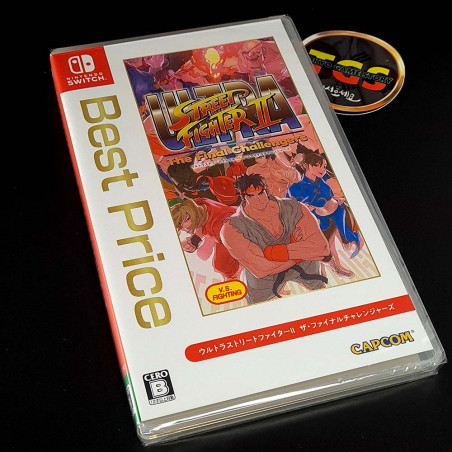 NINTENDO
SWITCH
Best Price
ULTRA
STREET
FIGHTER II
The Final Challengers
V.S.
FIGHTING
ウルトラストリートファイターII ザ・ファイナルチャレンジャーズ
CAPCOM
CERO
B
TGS